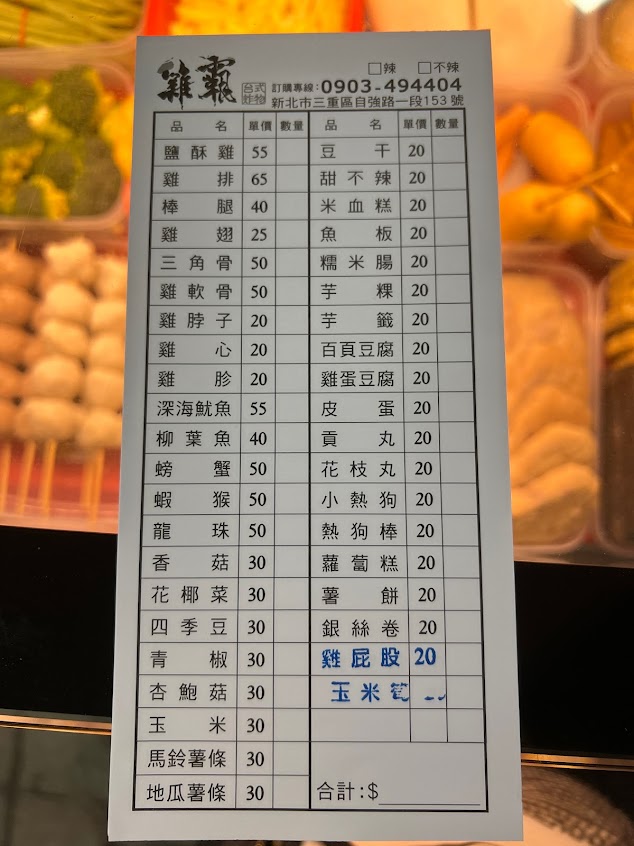 雞霸
台式炸物
□辣 □不辣
訂購專線：0903-494404
新北市三重區自強路一段153號
品名 單價 數量 品名 單價 數量
鹽酥雞 55 豆干 20
雞排 65 甜不辣 20
棒腿 40 米血糕 20
雞翅 25 魚板 20
三角骨 50 糯米腸 20
雞軟骨 50 芋粿 20
雞脖子 20 芋籤 20
雞心 20 百頁豆腐 20
雞胗 20 雞蛋豆腐 20
深海魷魚 55 皮蛋 20
柳葉魚 40 貢丸 20
螃蟹 50 花枝丸 20
蝦猴 50 小熱狗 20
龍珠 50 熱狗棒 20
香菇 30 蘿蔔糕 20
花椰菜 30 薯餅 20
四季豆 30 銀絲卷 20
青椒 30 雞屁股 20
杏鮑菇 30 玉米
玉米 30
馬鈴薯條 30
地瓜薯條 30 合計：$